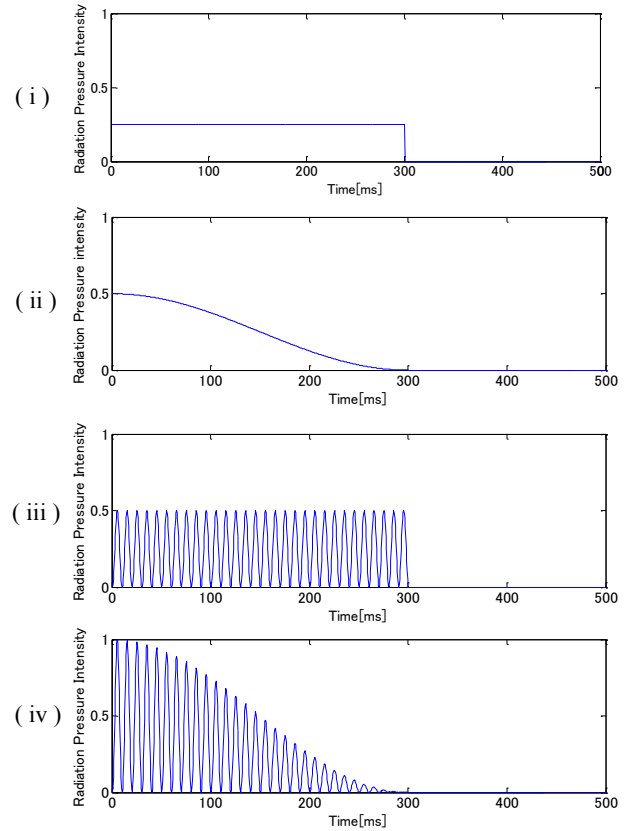 ( i )
Radiation Pressure Intensity
1
0.5
0
0 100 200 300 400 500
Time[ms]
( ii )
Radiation Pressure intensity
1
0.5
0
0 100 200 300 400 500
Time[ms]
( iii )
Radiation Pressure Intensity
1
0.5
0
0 100 200 300 400 500
Time[ms]
( iv )
Radiation Pressure Intensity
1
0.5
0
0 100 200 300 400 500
Time[ms]